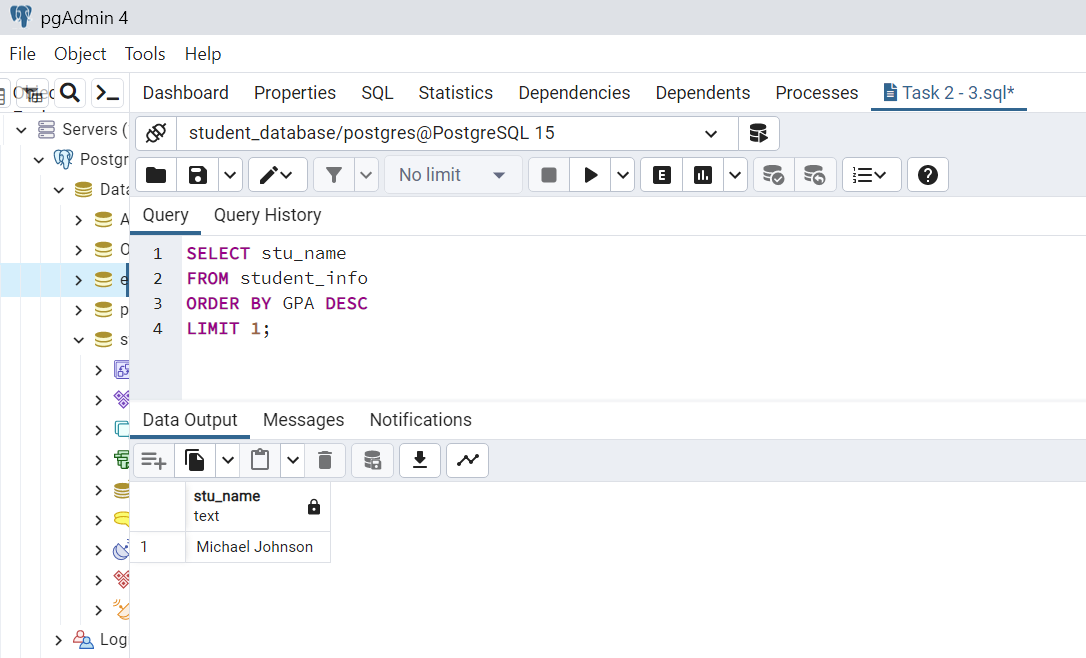 pgAdmin 4
File Object Tools Help
Dashboard Properties SQL Statistics Dependencies Dependents Processes Task 2 - 3.sql*
Servers (
student_database/postgres@PostgreSQL 15
Postgr
No limit
Data
A
Query Query History
O
e
p
s
1 SELECT stu_name
2 FROM student_info
3 ORDER BY GPA DESC
4 LIMIT 1;
Data Output Messages Notifications
stu_name
text
1 Michael Johnson
Log